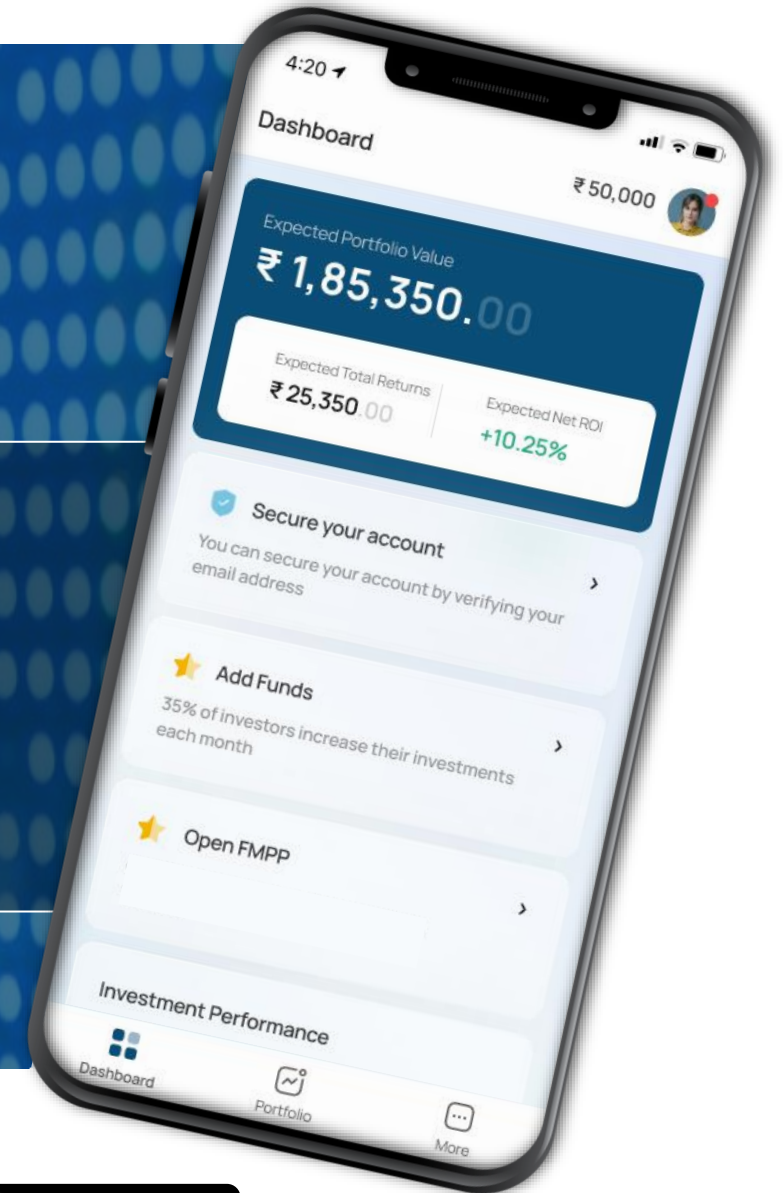 4:20
Dashboard
₹ 50,000
Expected Portfolio Value
₹ 1,85,350.00
Expected Total Returns
₹ 25,350.00
Expected Net ROI
+10.25%
Secure your account
You can secure your account by verifying your
email address
Add Funds
35% of investors increase their investments
each month
Open FMPP
Investment Performance
Dashboard
Portfolio
More